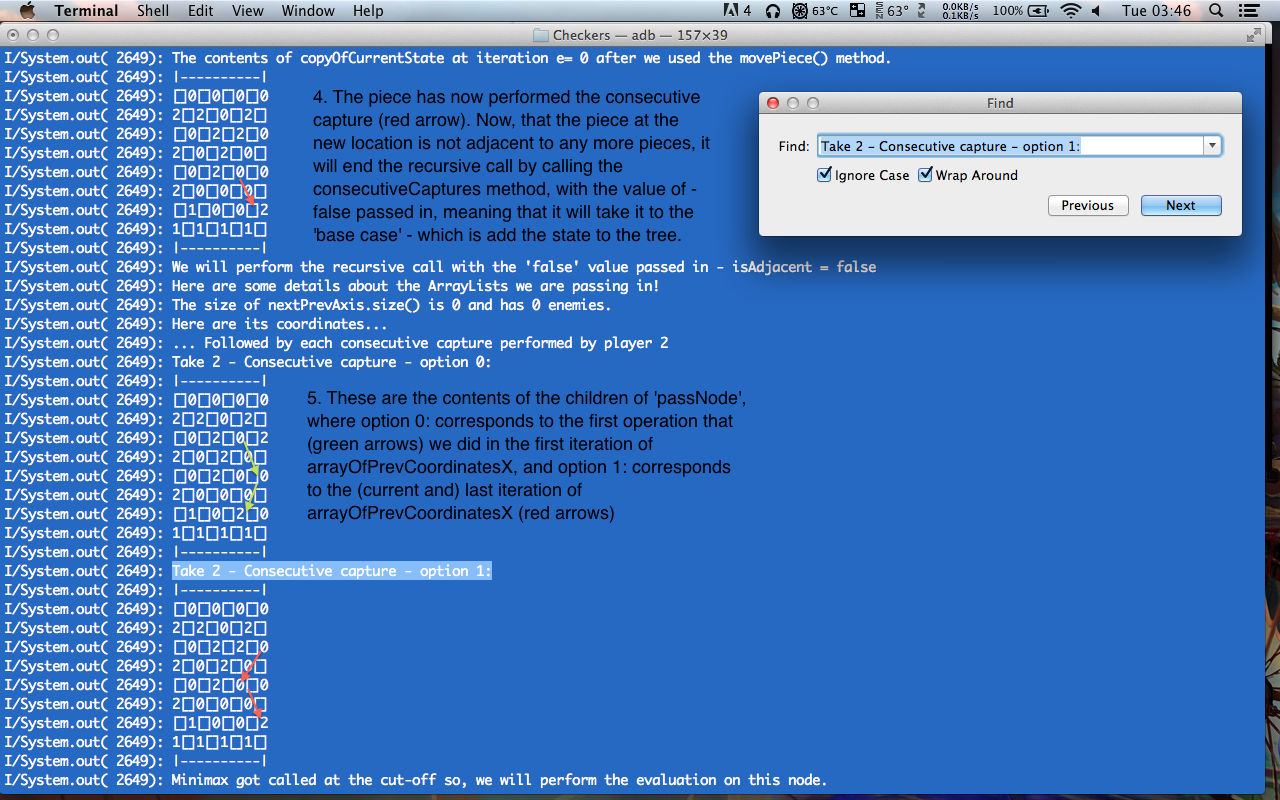 Terminal Shell Edit View Window Help 4 63°C 63° 0.0KB/s 0.1KB/s 100% Tue 03:46
Checkers — adb — 157×39
I/System.out( 2649): The contents of copyOfCurrentState at iteration e= 0 after we used the movePiece() method.
I/System.out( 2649): |----------|
I/System.out( 2649): □0□0□0□0
I/System.out( 2649): 2□2□0□2□
I/System.out( 2649): □0□2□2□0
I/System.out( 2649): 2□0□2□0□
I/System.out( 2649): □0□2□0□0
I/System.out( 2649): 2□0□0□0□
I/System.out( 2649): □1□0□0□2
I/System.out( 2649): 1□1□1□1□
I/System.out( 2649): |----------|
4. The piece has now performed the consecutive
capture (red arrow). Now, that the piece at the
new location is not adjacent to any more pieces, it
will end the recursive call by calling the
consecutiveCaptures method, with the value of -
false passed in, meaning that it will take it to the
'base case' - which is add the state to the tree.
Find
Find: Take 2 – Consecutive capture – option 1:
Ignore Case Wrap Around
Previous Next
I/System.out( 2649): We will perform the recursive call with the 'false' value passed in - isAdjacent = false
I/System.out( 2649): Here are some details about the ArrayLists we are passing in!
I/System.out( 2649): The size of nextPrevAxis.size() is 0 and has 0 enemies.
I/System.out( 2649): Here are its coordinates...
I/System.out( 2649): ... Followed by each consecutive capture performed by player 2
I/System.out( 2649): Take 2 - Consecutive capture - option 0:
I/System.out( 2649): |----------|
I/System.out( 2649): □0□0□0□0
I/System.out( 2649): 2□2□0□2□
I/System.out( 2649): □0□2□0□2
I/System.out( 2649): 2□0□2□0□
I/System.out( 2649): □0□2□0□0
I/System.out( 2649): 2□0□0□0□
I/System.out( 2649): □1□0□2□0
I/System.out( 2649): 1□1□1□1□
I/System.out( 2649): |----------|
5. These are the contents of the children of 'passNode',
where option 0: corresponds to the first operation that
(green arrows) we did in the first iteration of
arrayOfPrevCoordinatesX, and option 1: corresponds
to the (current and) last iteration of
arrayOfPrevCoordinatesX (red arrows)
I/System.out( 2649): Take 2 - Consecutive capture - option 1:
I/System.out( 2649): |----------|
I/System.out( 2649): □0□0□0□0
I/System.out( 2649): 2□2□0□2□
I/System.out( 2649): □0□2□2□0
I/System.out( 2649): 2□0□2□0□
I/System.out( 2649): □0□2□0□0
I/System.out( 2649): 2□0□0□0□
I/System.out( 2649): □1□0□0□2
I/System.out( 2649): 1□1□1□1□
I/System.out( 2649): |----------|
I/System.out( 2649): Minimax got called at the cut-off so, we will perform the evaluation on this node.